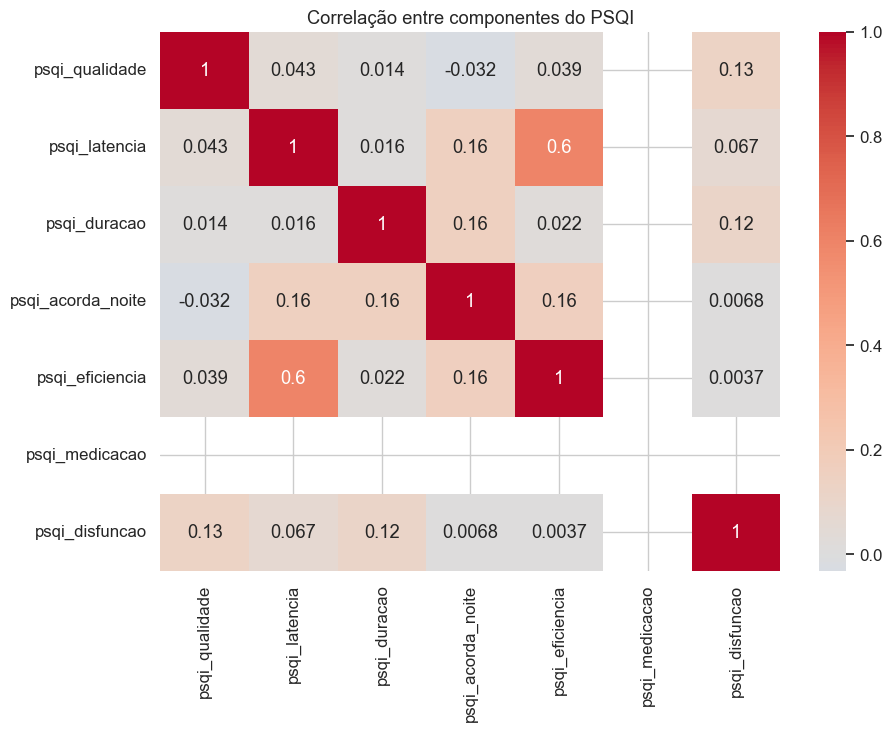 Correlação entre componentes do PSQI
psqi_qualidade 1 0.043 0.014 -0.032 0.039 0.13
psqi_latência 0.043 1 0.016 0.16 0.6 0.067
psqi_duracao 0.014 0.016 1 0.16 0.022 0.12
psqi_acorda_noite -0.032 0.16 0.16 1 0.16 0.0068
psqi_eficiencia 0.039 0.6 0.022 0.16 1 0.0037
psqi_medicacao
psqi_disfuncao 0.13 0.067 0.12 0.0068 0.0037 1
psqi_qualidade
psqi_latência
psqi_duracao
psqi_acorda_noite
psqi_eficiencia
psqi_medicacao
psqi_disfuncao
1.0
0.8
0.6
0.4
0.2
0.0